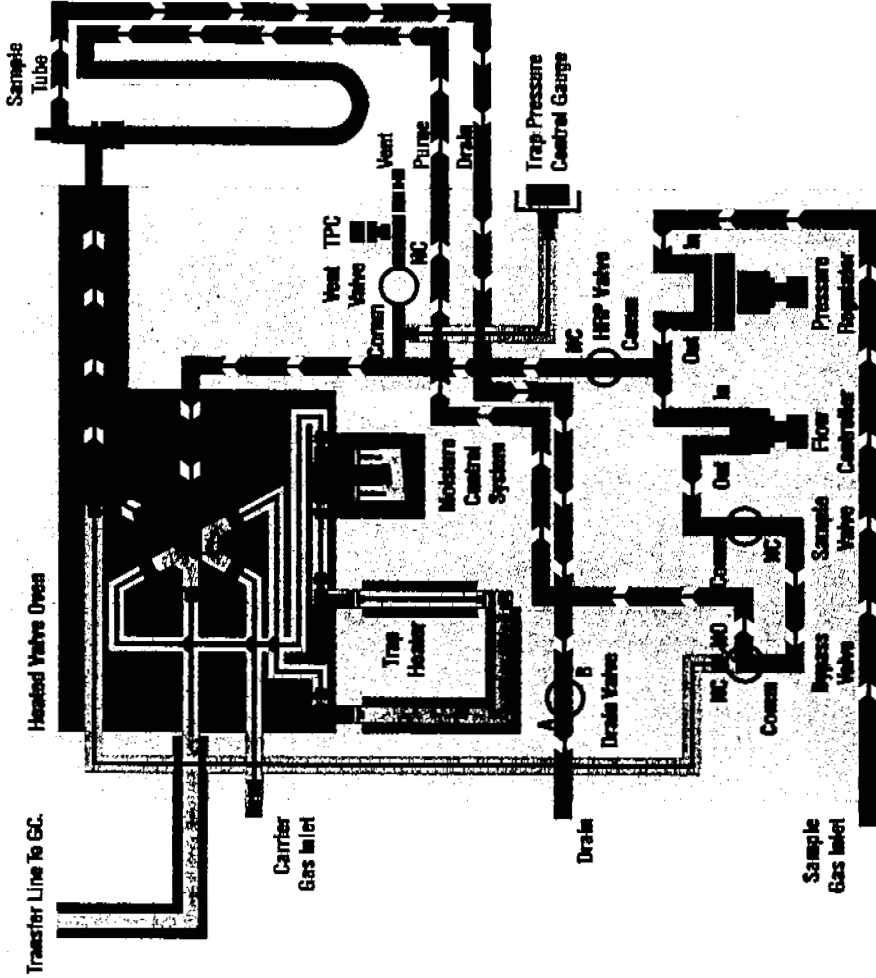 Transfer Line To GC.
Heated Valve Oven
Sample
Tube
Carrier
Gas Inlet
Trap
Heater
Moisture
Control
System
Comm
Vent
Valve
TPC
NC
Vent
Purge
Drain
Trap Pressure
Control Gauge
Drain
A
B
Drain Valve
NC
HRP Valve
Comm
NC
NO
Comm
Bypass
Valve
Comm
NC
Sample
Valve
Out
In
Flow
Controller
Out
In
Pressure
Regulator
Sample
Gas Inlet